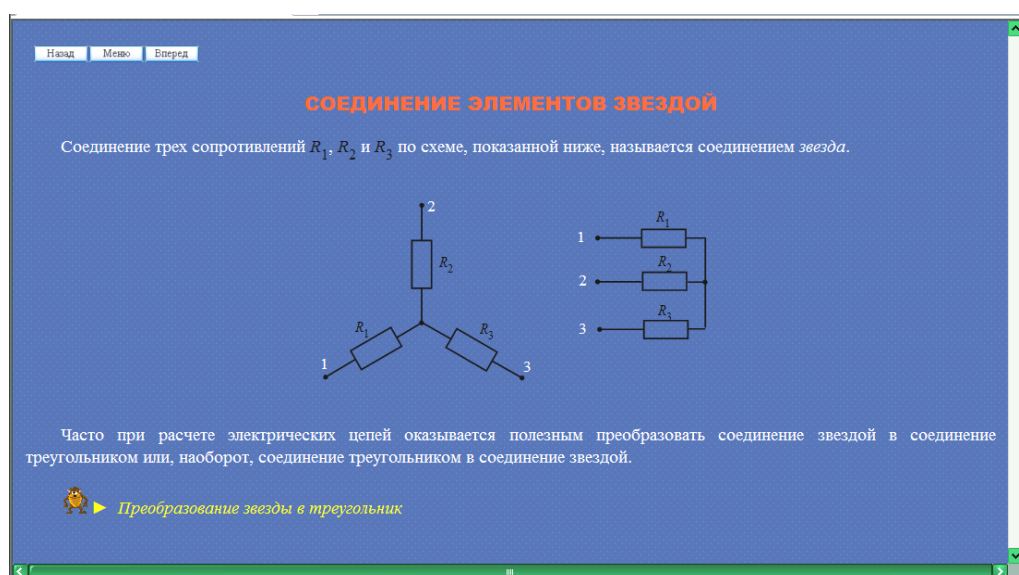 Назад Меню Вперед
СОЕДИНЕНИЕ ЭЛЕМЕНТОВ ЗВЕЗДОЙ
Соединение трех сопротивлений R1, R2 и R3 по схеме, показанной ниже, называется соединением звезда.
2
R2
R1
R3
1
3
R1
1
R2
2
R3
3
Часто при расчете электрических цепей оказывается полезным преобразовать соединение звездой в соединение
треугольником или, наоборот, соединение треугольником в соединение звездой.
► Преобразование звезды в треугольник